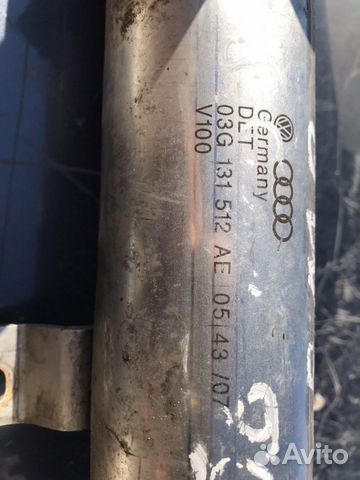 Germany
DLT
03G 131 512 AE 05|43/07
V100
Avito